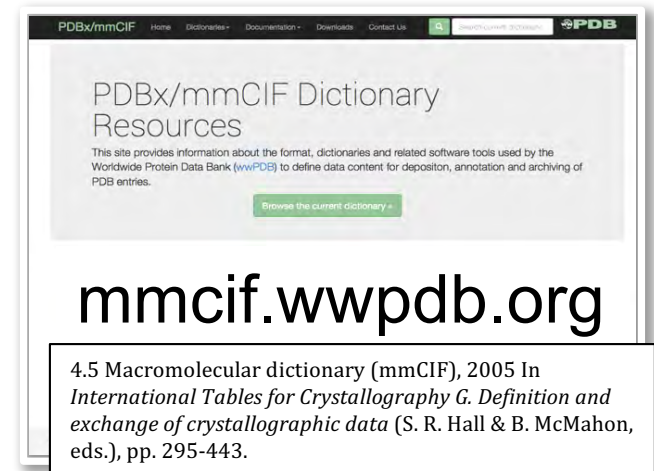 PDBx/mmCIF Home Dictionaries Documentation Downloads Contact Us Search current dictionary PDB
PDBx/mmCIF Dictionary
Resources
This site provides information about the format, dictionaries and related software tools used by the
Worldwide Protein Data Bank (wwPDB) to define data content for depositon, annotation and archiving of
PDB entries.
Browse the current dictionary »
mmcif.wwpdb.org
4.5 Macromolecular dictionary (mmCIF), 2005 In
International Tables for Crystallography G. Definition and
exchange of crystallographic data (S. R. Hall & B. McMahon,
eds.), pp. 295-443.